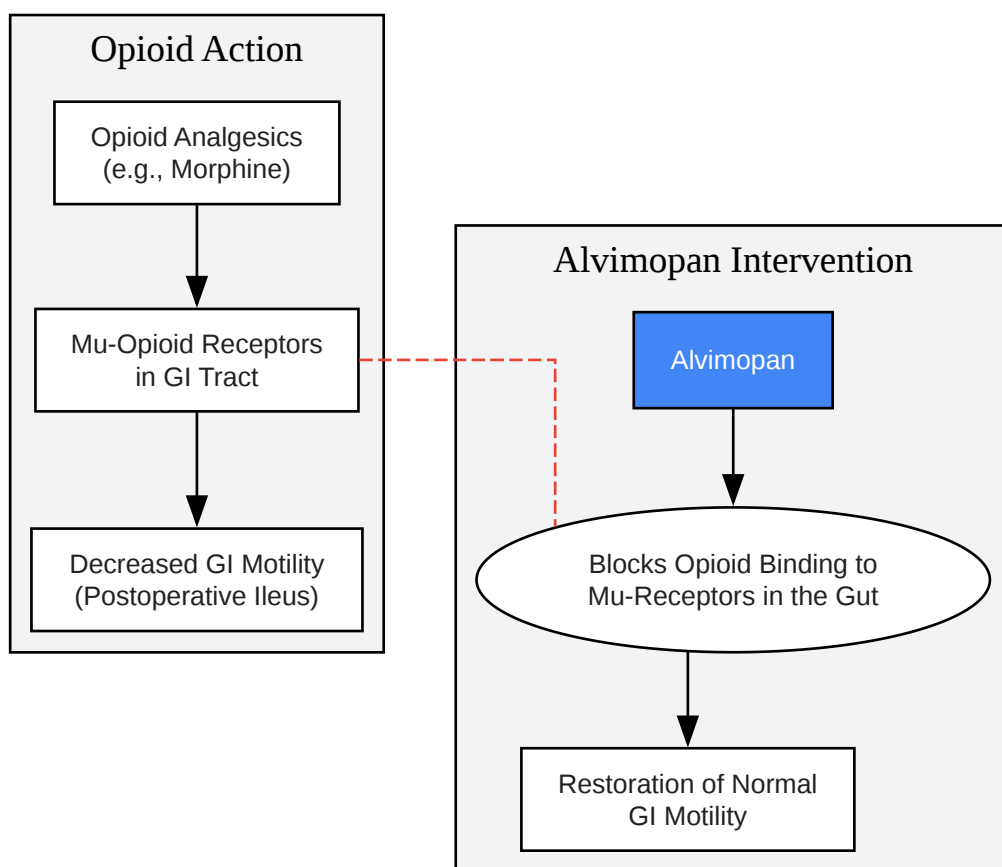 Opioid Action
Opioid Analgesics
(e.g., Morphine)
Mu-Opioid Receptors
in GI Tract
Decreased GI Motility
(Postoperative Ileus)
Alvimopan Intervention
Alvimopan
Blocks Opioid Binding to
Mu-Receptors in the Gut
Restoration of Normal
GI Motility